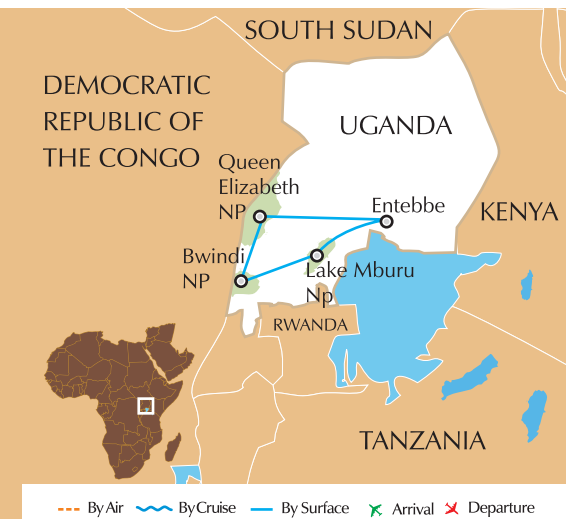 SOUTH SUDAN
DEMOCRATIC
REPUBLIC OF
THE CONGO
UGANDA
Queen
Elizabeth
NP
Entebbe
KENYA
Bwindi
NP
Lake Mburu
Np
RWANDA
TANZANIA
By Air By Cruise By Surface Arrival Departure